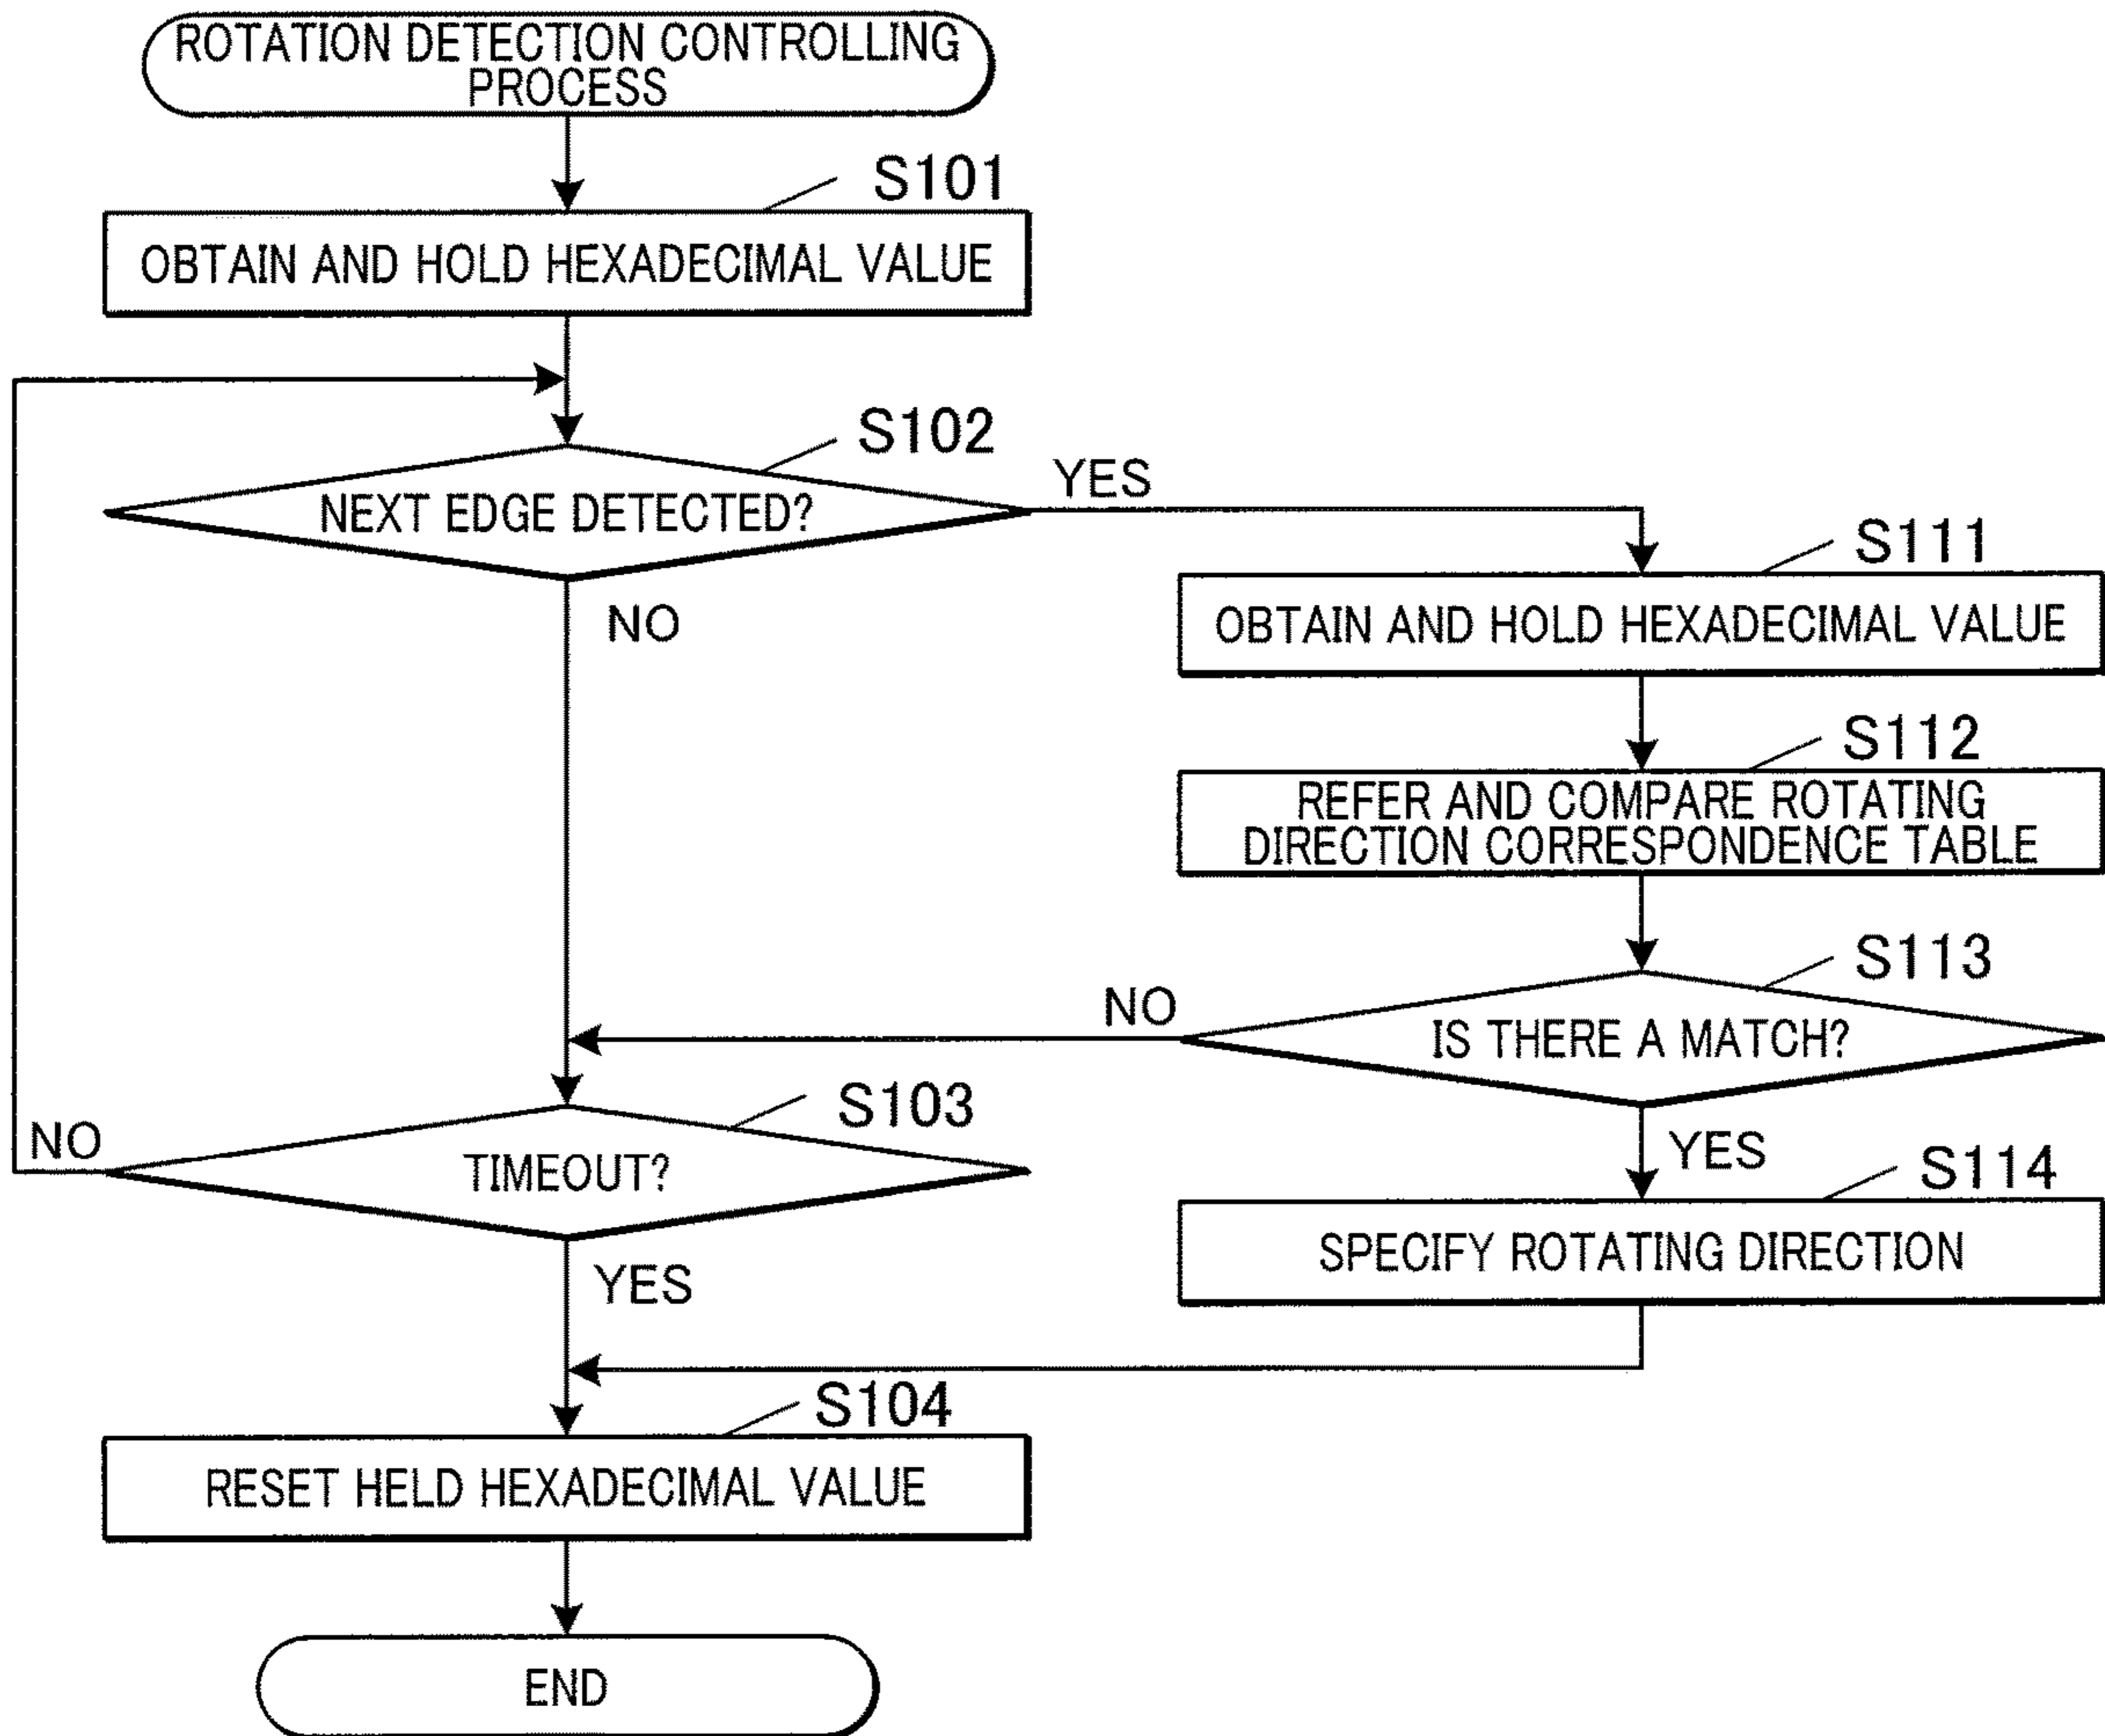 ROTATION DETECTION CONTROLLING
PROCESS
S101
OBTAIN AND HOLD HEXADECIMAL VALUE
S102
NEXT EDGE DETECTED?
YES
NO
S111
OBTAIN AND HOLD HEXADECIMAL VALUE
S112
REFER AND COMPARE ROTATING
DIRECTION CORRESPONDENCE TABLE
S113
IS THERE A MATCH?
NO
YES
S103
TIMEOUT?
NO
YES
S114
SPECIFY ROTATING DIRECTION
S104
RESET HELD HEXADECIMAL VALUE
END